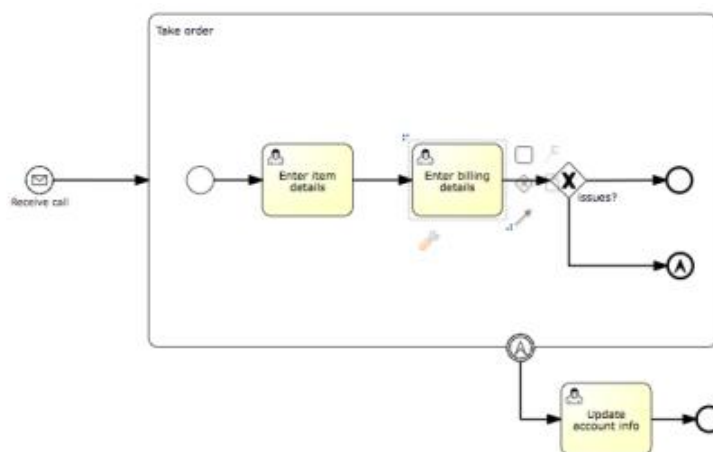 Take order
Enter item
details
Enter billing
details
issues?
Receive call
Update
account info